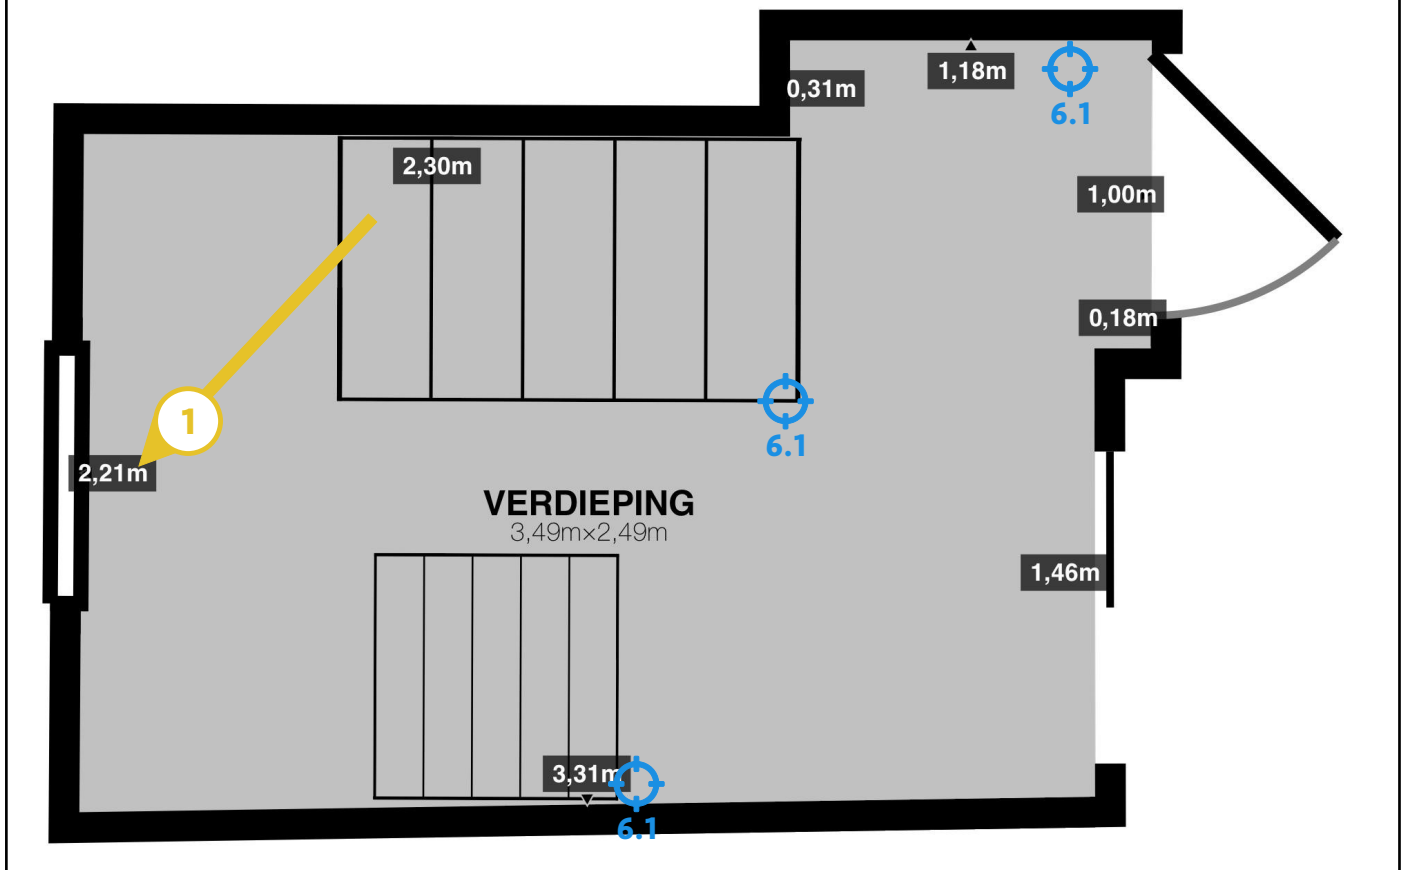 1,18m
0,31m
6.1
2,30m
1,00m
0,18m
1
6.1
2,21m
VERDIEPING
3,49m×2,49m
1,46m
3,31m
6.1